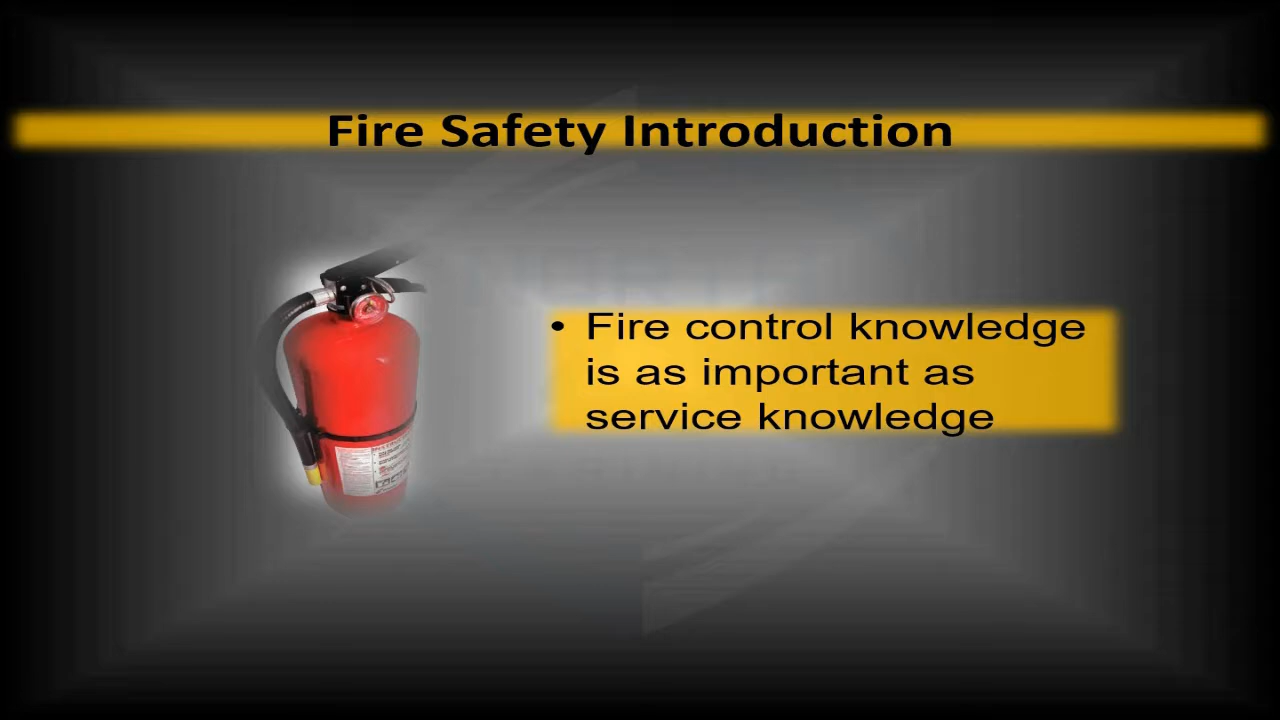 Fire Safety Introduction
• Fire control knowledge
is as important as
service knowledge